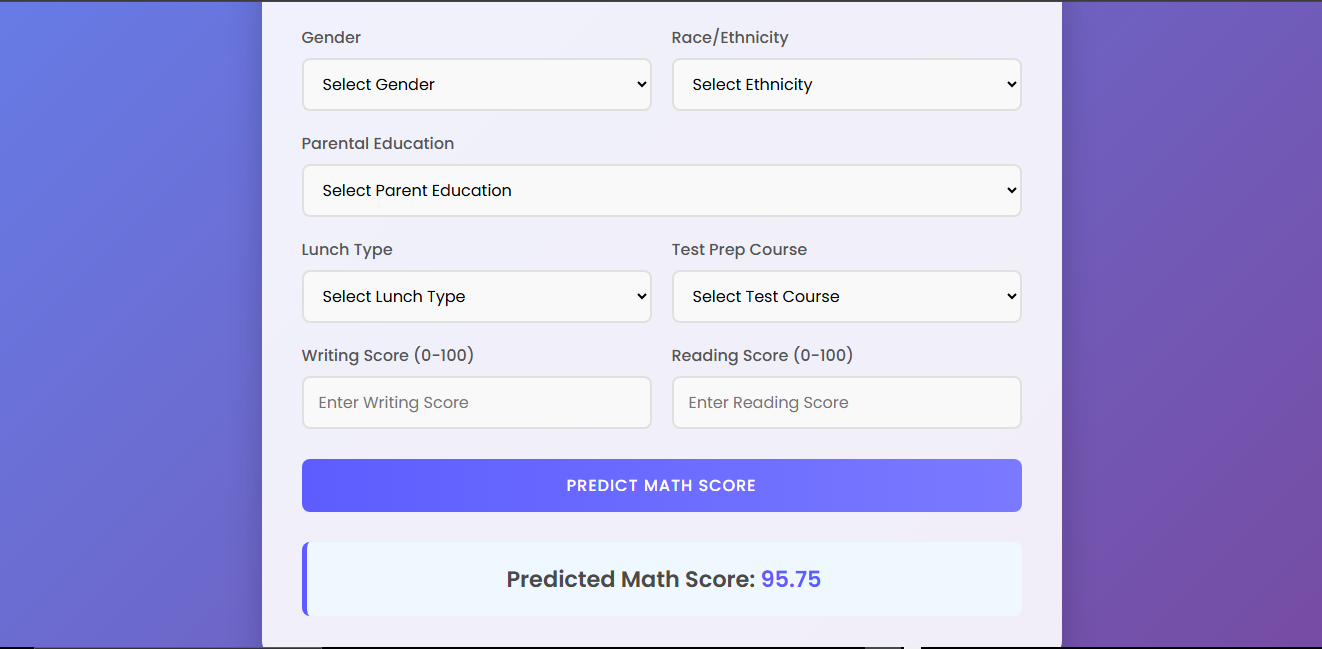 Gender
Race/Ethnicity
Select Gender
Select Ethnicity
Parental Education
Select Parent Education
Lunch Type
Test Prep Course
Select Lunch Type
Select Test Course
Writing Score (0-100)
Reading Score (0-100)
Enter Writing Score
Enter Reading Score
PREDICT MATH SCORE
Predicted Math Score: 95.75